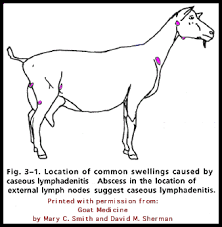 Fig. 3–1. Location of common swellings caused by
caseous lymphadenitis Abscess in the location of
external lymph nodes suggest caseous lymphadenitis.
Printed with permission from:
Goat Medicine
by Mary C. Smith and David M. Sherman